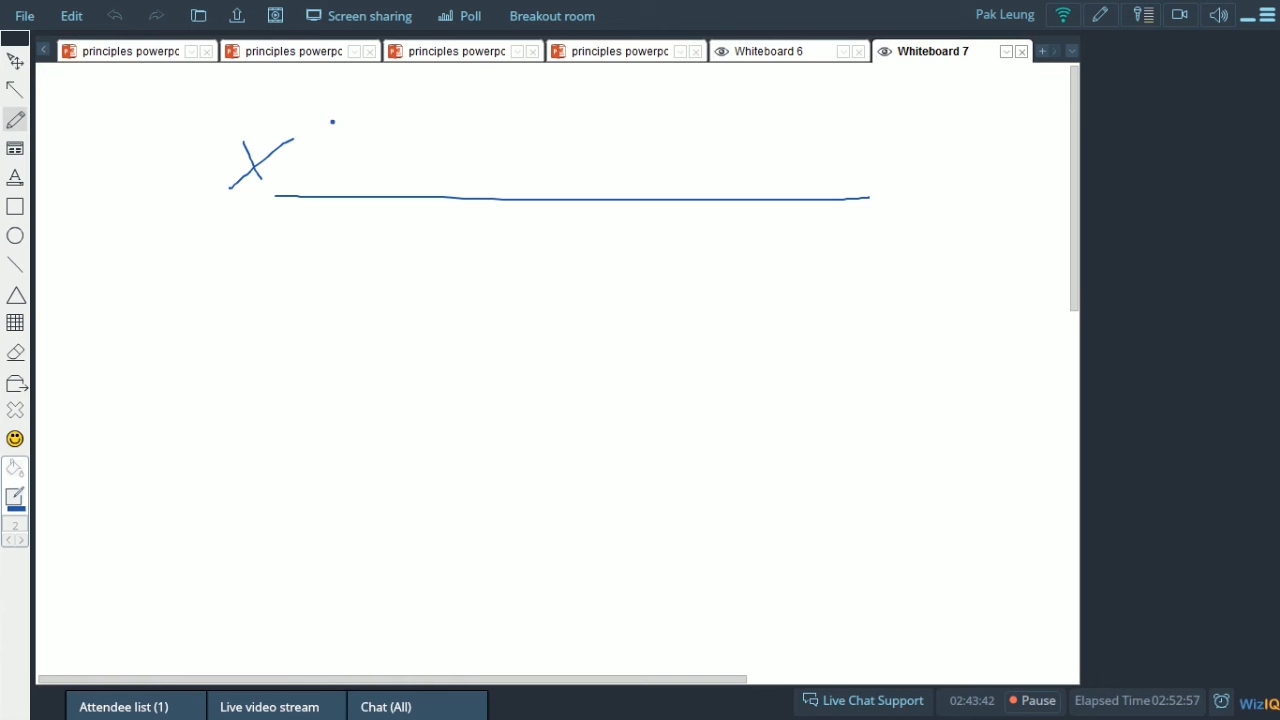 File Edit Screen sharing Poll Breakout room Pak Leung
principles powerpc principles powerpc principles powerpc principles powerpc Whiteboard 6 Whiteboard 7
X
2
Attendee list (1) Live video stream Chat (All) Live Chat Support 02:43:42 Pause Elapsed Time 02:52:57 WizIQ